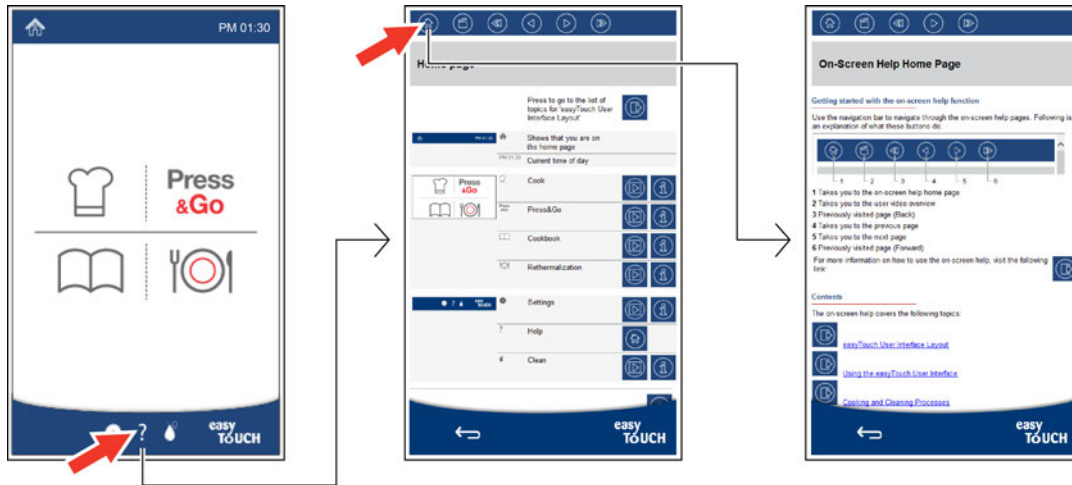 PM 01:30
Press
&Go
easy
TOUCH
Home page
Press to go to the list of
topics for 'easyTouch User
Interface Layout'
PM 01:30
Shows that you are on
the home page
PM 01:30
Current time of day
Press
&Go
Cook
Press&Go
Cookbook
Rethermalization
? easy
TOUCH
Settings
?
Help
Clean
easy
TOUCH
On-Screen Help Home Page
Getting started with the on-screen help function
Use the navigation bar to navigate through the on-screen help pages. Following is
an explanation of what these buttons do:
1 2 3 4 5 6
1 Takes you to the on-screen help home page
2 Takes you to the user video overview
3 Previously visited page (Back)
4 Takes you to the previous page
5 Takes you to the next page
6 Previously visited page (Forward)
For more information on how to use the on-screen help, visit the following
link:
Contents
The on-screen help covers the following topics:
easyTouch User Interface Layout
Using the easyTouch User Interface
Cooking and Cleaning Processes
easy
TOUCH